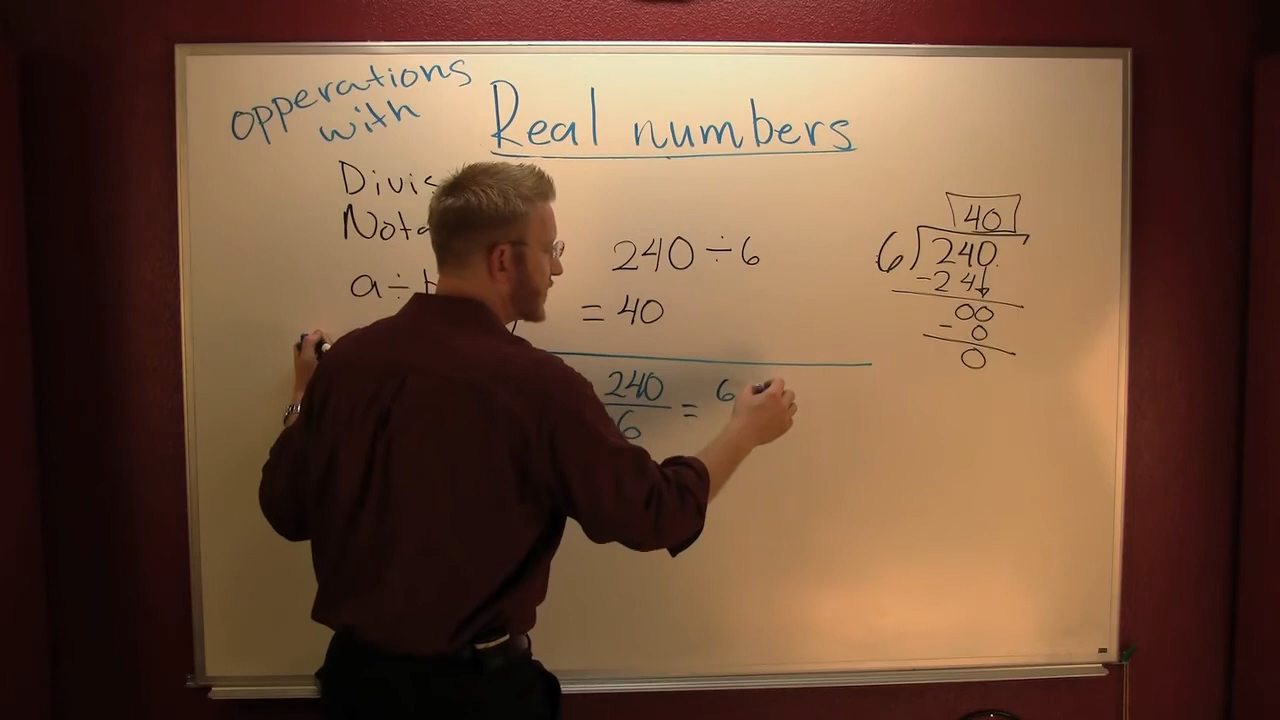 opperations
with
Real numbers
240 ÷ 6
= 40
240/6 = 6
40
6)240
-24
00
- 0
0